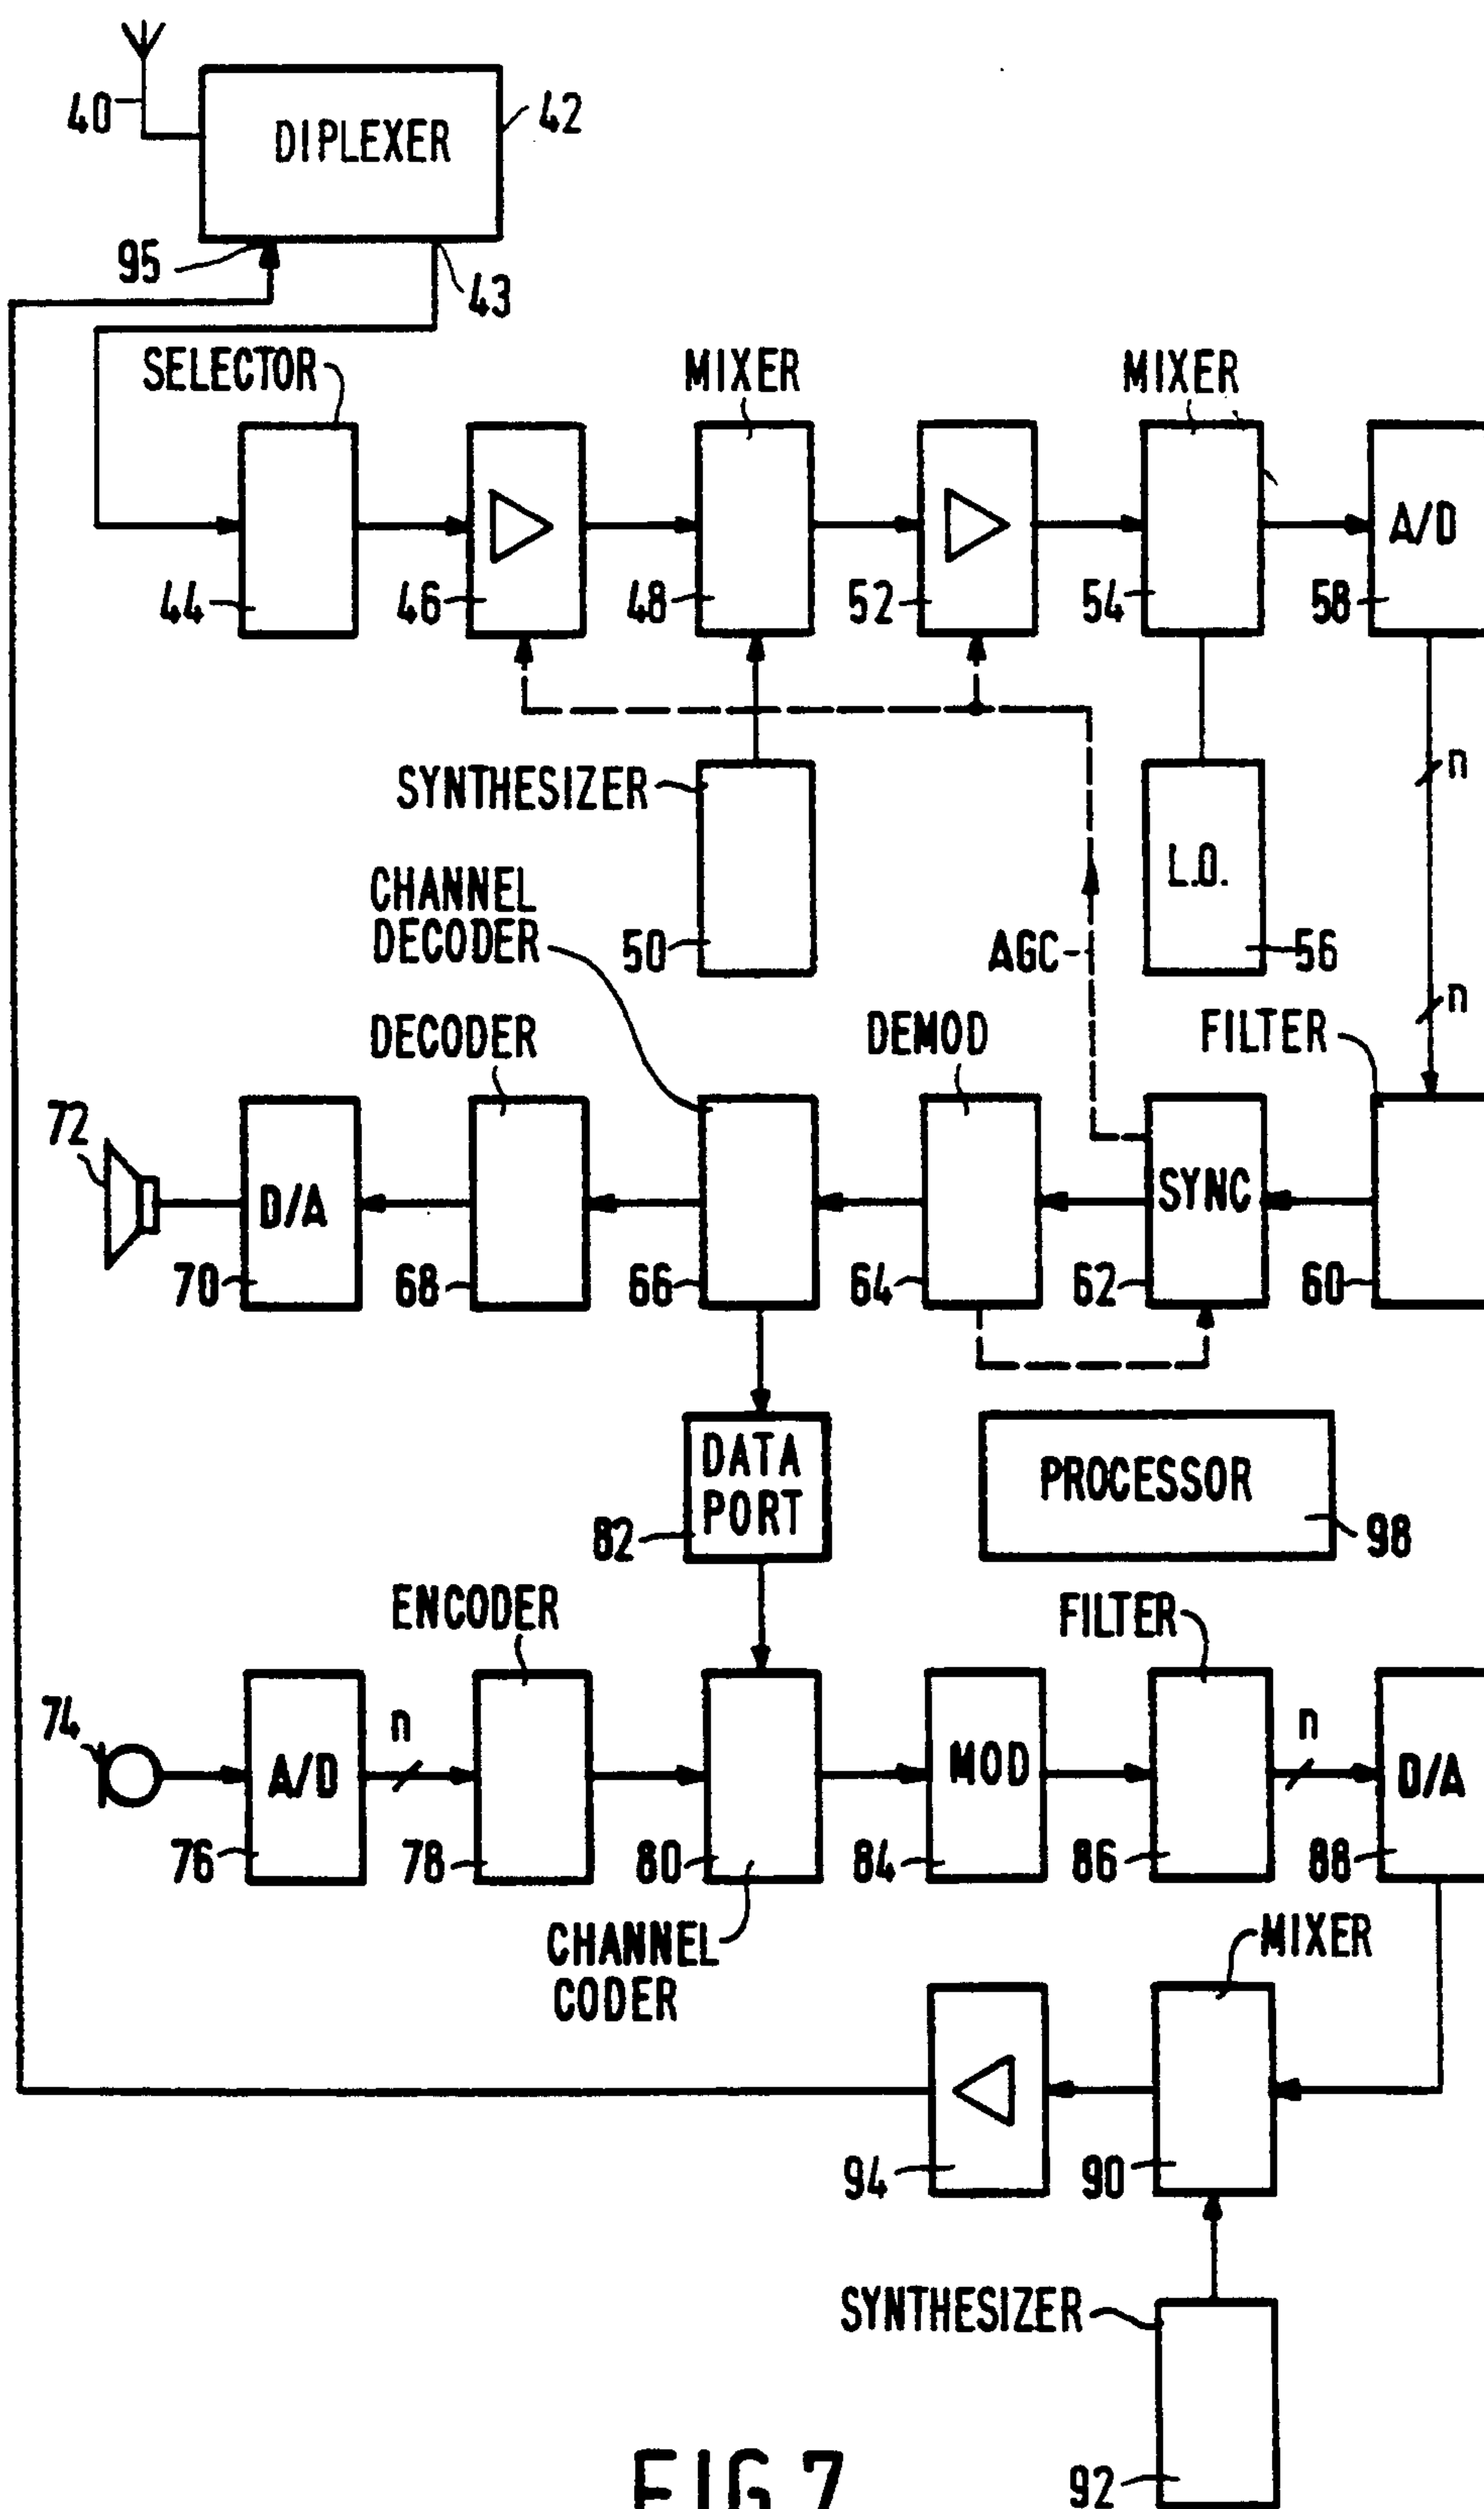 40
DIPLEXER
42
95
43
SELECTOR
MIXER
MIXER
A/D
44
46
48
52
54
58
n
SYNTHESIZER
L.O.
CHANNEL
DECODER
50
AGC
56
n
DECODER
DEMOD
FILTER
72
D/A
SYNC
70
68
66
64
62
60
DATA
PORT
PROCESSOR
82
98
ENCODER
FILTER
74
n
n
A/D
MOD
D/A
76
78
80
84
86
88
CHANNEL
CODER
MIXER
94
90
SYNTHESIZER
92
FIG.7